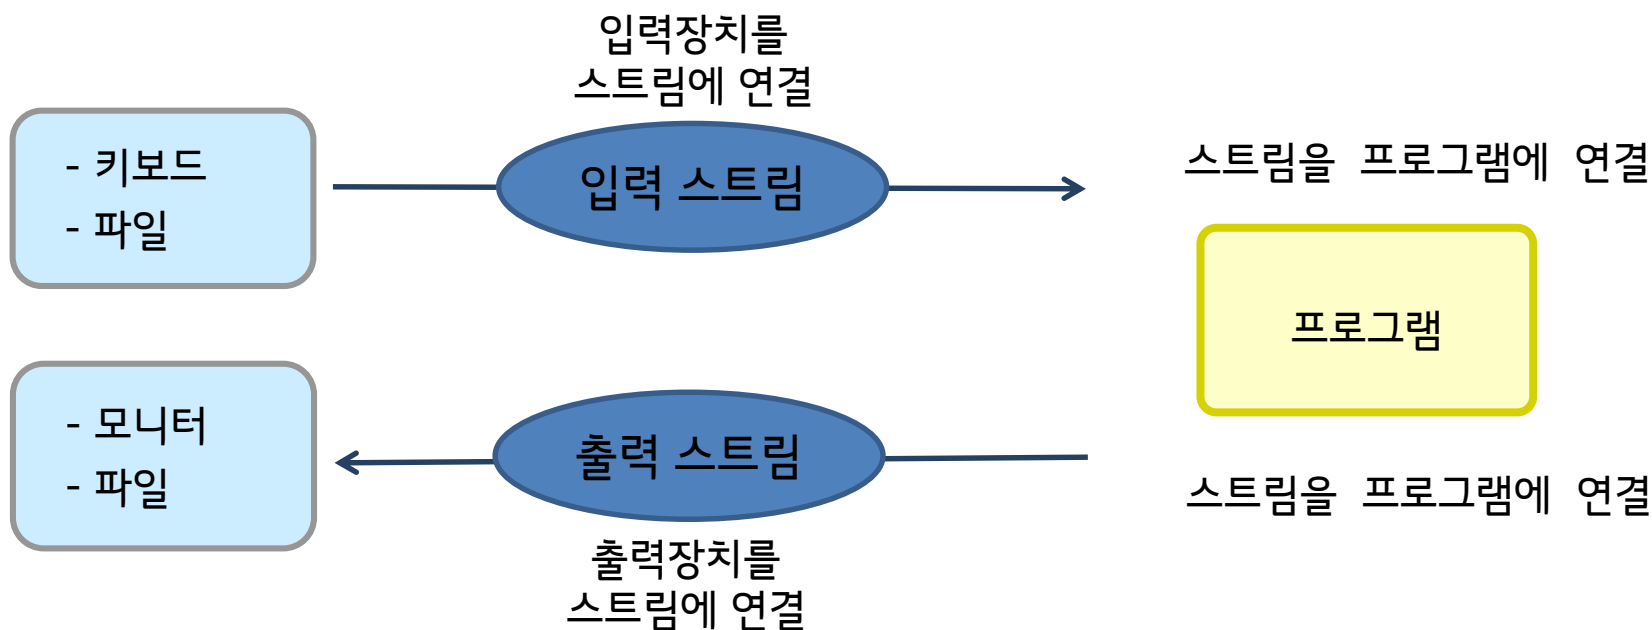 입력장치를
스트림에 연결
- 키보드
- 파일
입력 스트림
스트림을 프로그램에 연결
프로그램
- 모니터
- 파일
출력 스트림
스트림을 프로그램에 연결
출력장치를
스트림에 연결